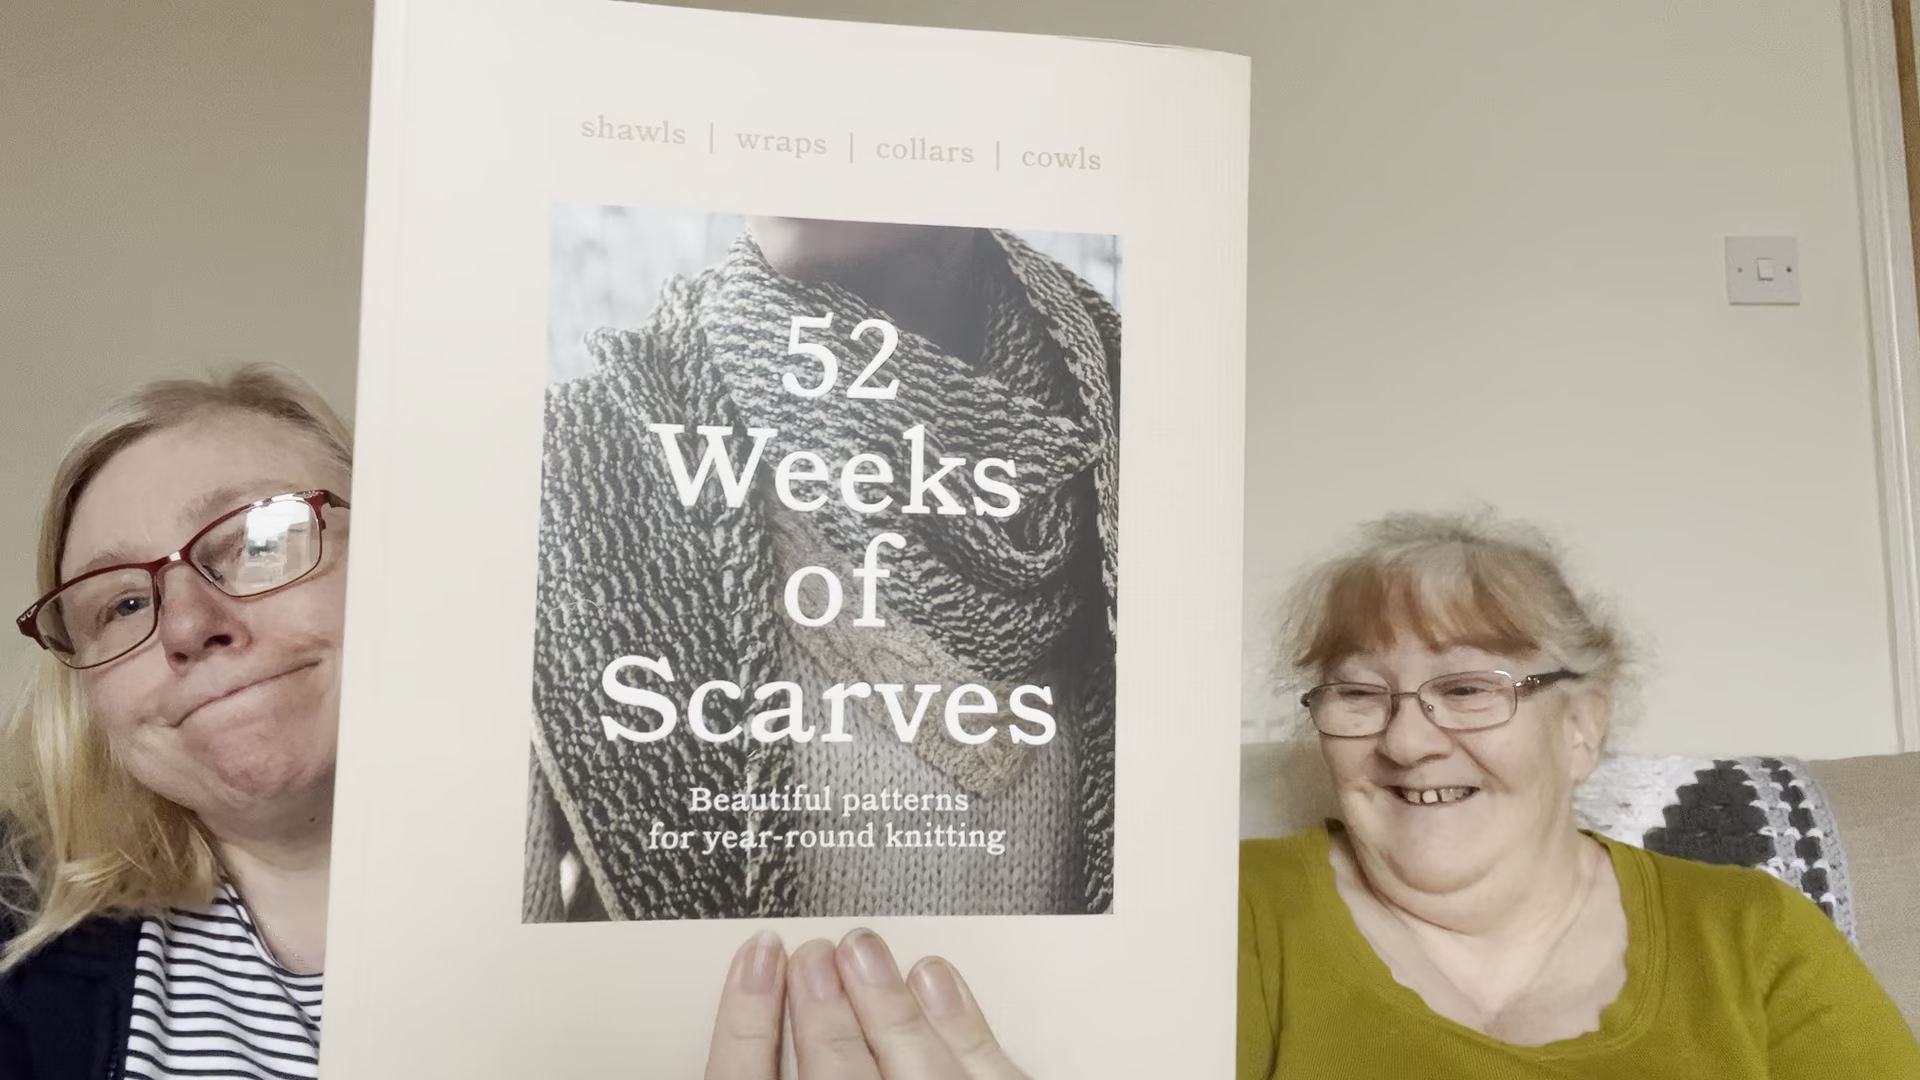 shawls | wraps | collars | cowls
52
Weeks
of
Scarves
Beautiful patterns
for year-round knitting